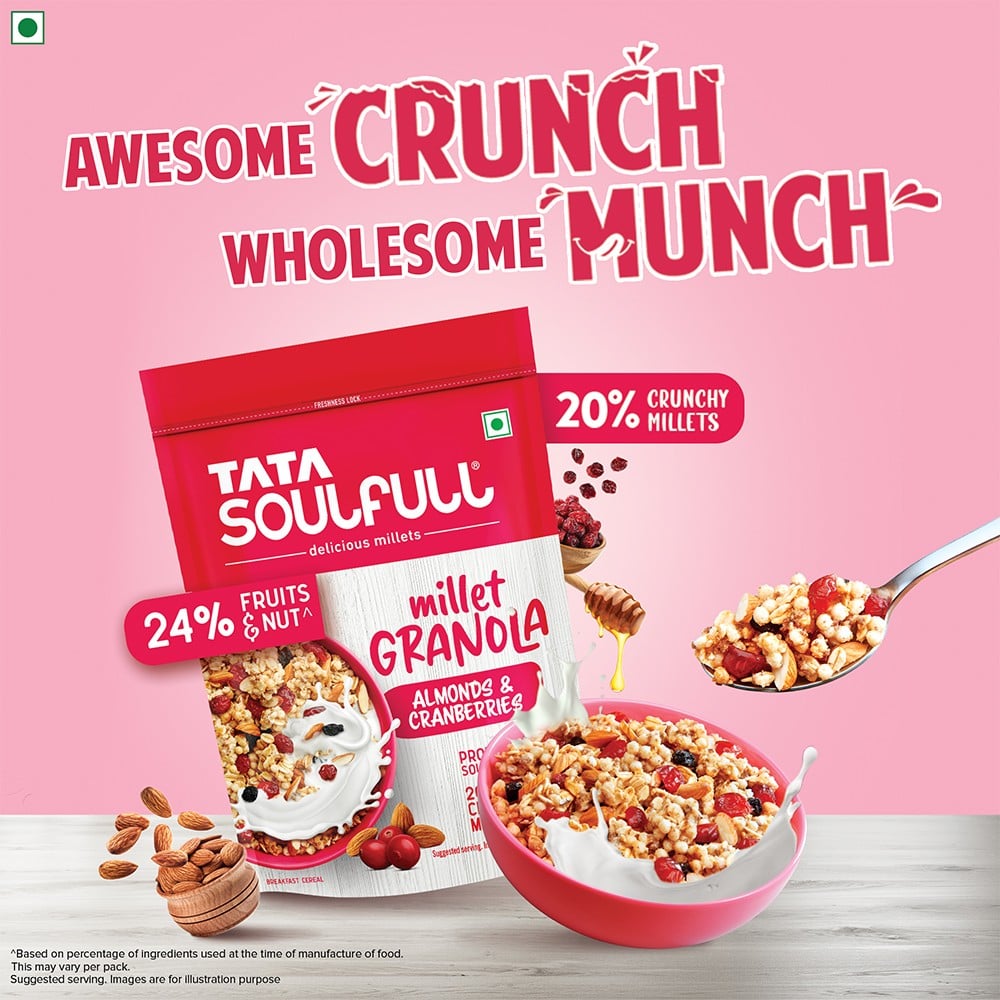 AWESOME CRUNCH
WHOLESOME MUNCH
FRESHNESS LOCK
20% CRUNCHY
MILLETS
TATA
SOULFULL®
delicious millets
24% FRUITS
& NUT^
millet
GRANOLA
ALMONDS &
CRANBERRIES
Suggested serving.
BREAKFAST CEREAL
^Based on percentage of ingredients used at the time of manufacture of food.
This may vary per pack.
Suggested serving. Images are for illustration purpose